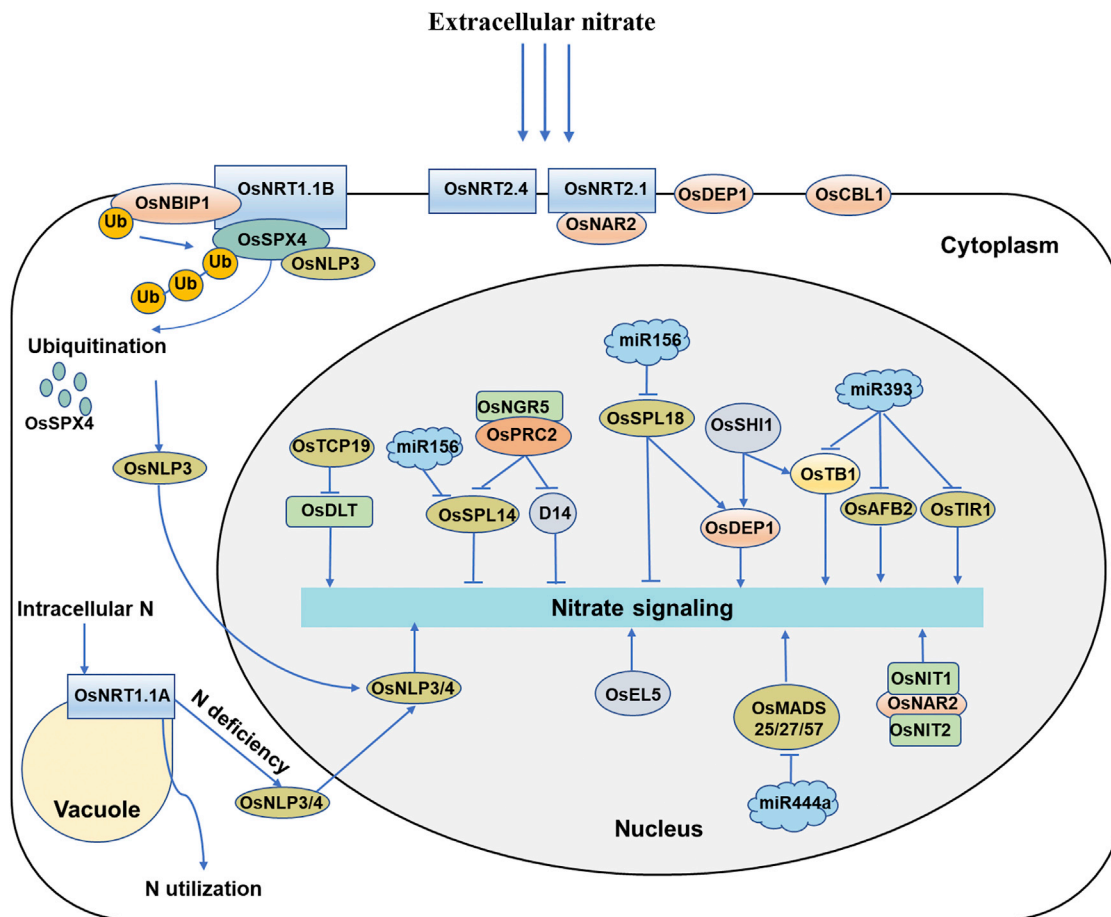 Extracellular nitrate
OsNRT1.1B
OsNRT2.4
OsNRT2.1
OsDEP1
OsCBL1
OsNBIP1
Ub
OsNAR2
OsSPX4
Cytoplasm
OsNLP3
Ub
Ub
Ub
Ubiquitination
OsSPX4
miR156
miR393
OsNGR5
OsSPL18
OsSHI1
OsPRC2
OsTCP19
miR156
OsNLP3
OsTB1
OsDLT
OsSPL14
D14
OsDEP1
OsAFB2
OsTIR1
Nitrate signaling
Intracellular N
OsNRT1.1A
N deficiency
OsNLP3/4
OsEL5
OsMADS
25/27/57
OsNIT1
OsNAR2
OsNIT2
Vacuole
OsNLP3/4
miR444a
Nucleus
N utilization